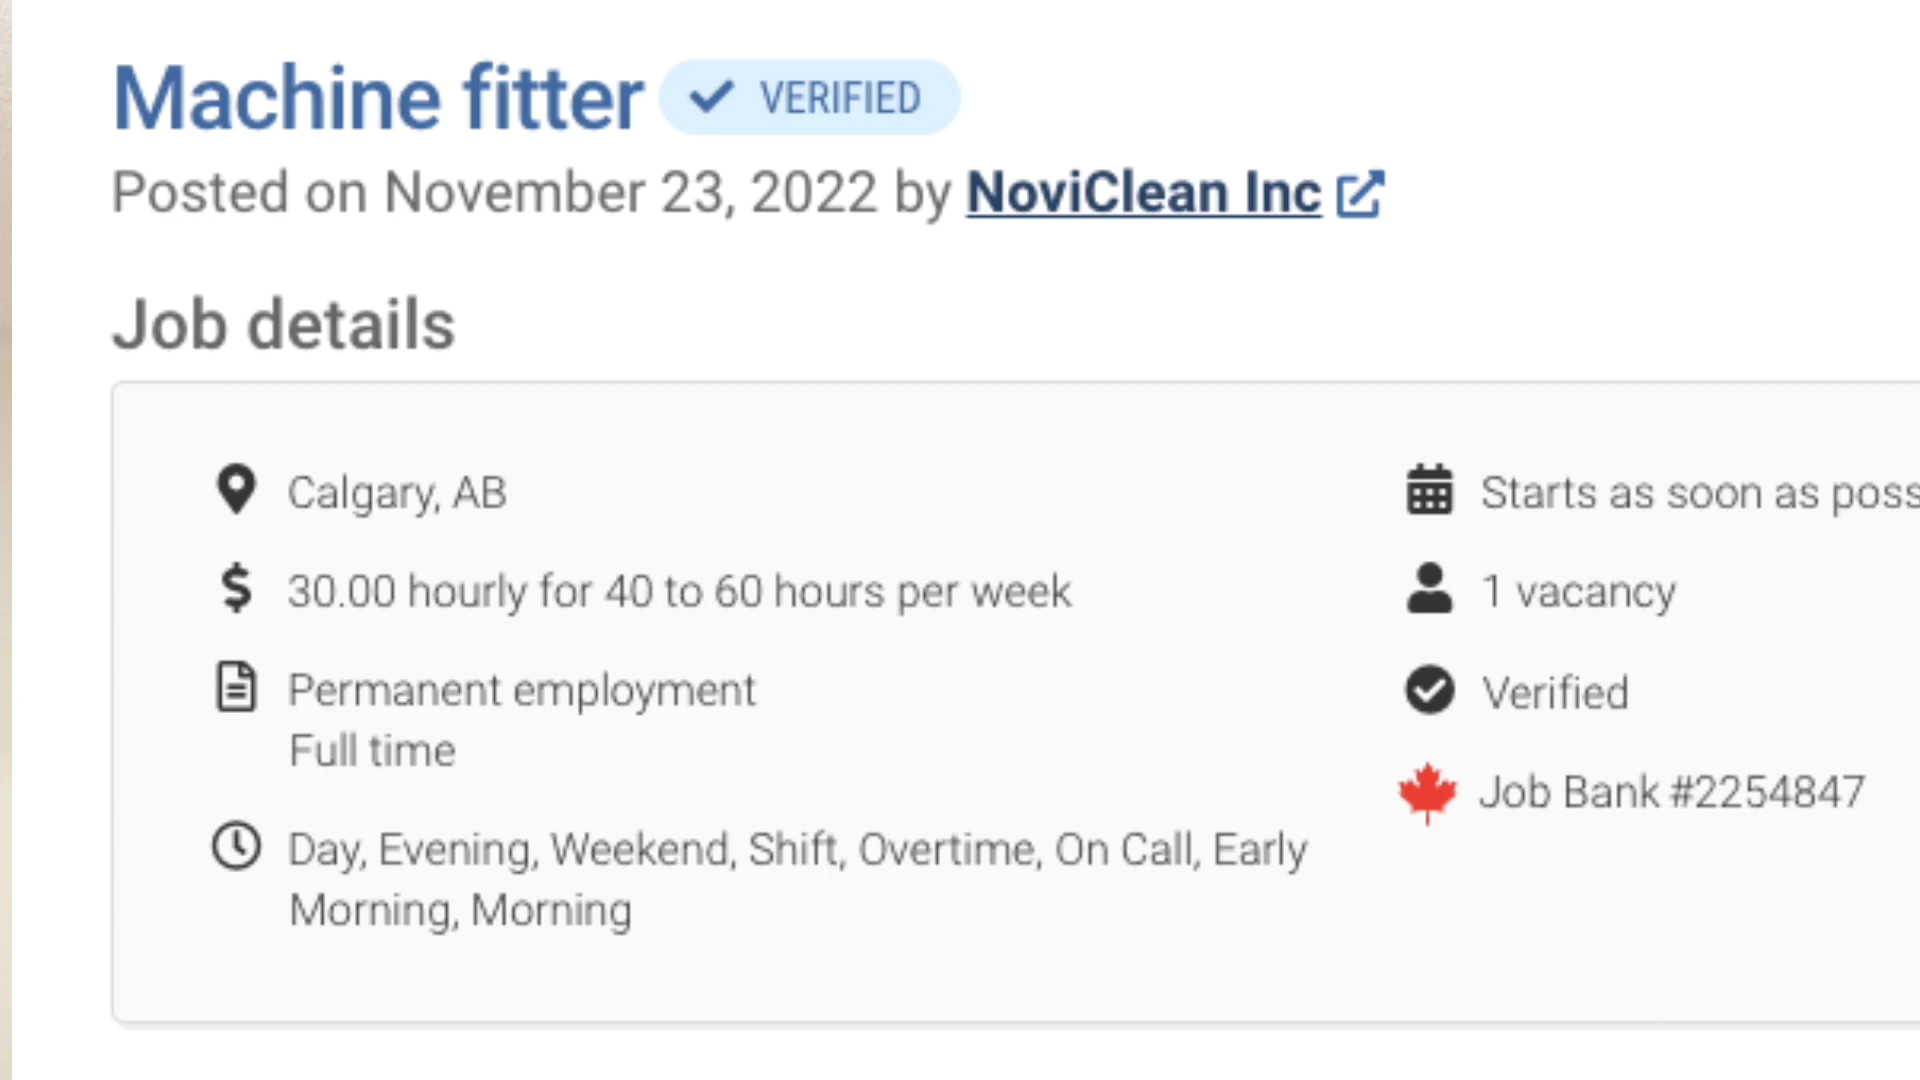 Machine fitter VERIFIED
Posted on November 23, 2022 by NoviClean Inc
Job details
Calgary, AB
30.00 hourly for 40 to 60 hours per week
Permanent employment
Full time
Day, Evening, Weekend, Shift, Overtime, On Call, Early
Morning, Morning
Starts as soon as poss
1 vacancy
Verified
Job Bank #2254847